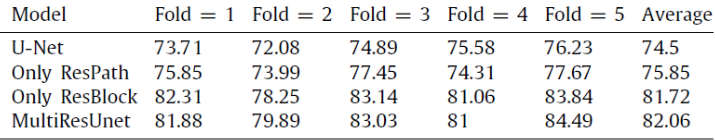 Model Fold = 1 Fold = 2 Fold = 3 Fold = 4 Fold = 5 Average
U-Net 73.71 72.08 74.89 75.58 76.23 74.5
Only ResPath 75.85 73.99 77.45 74.31 77.67 75.85
Only ResBlock 82.31 78.25 83.14 81.06 83.84 81.72
MultiResUnet 81.88 79.89 83.03 81 84.49 82.06